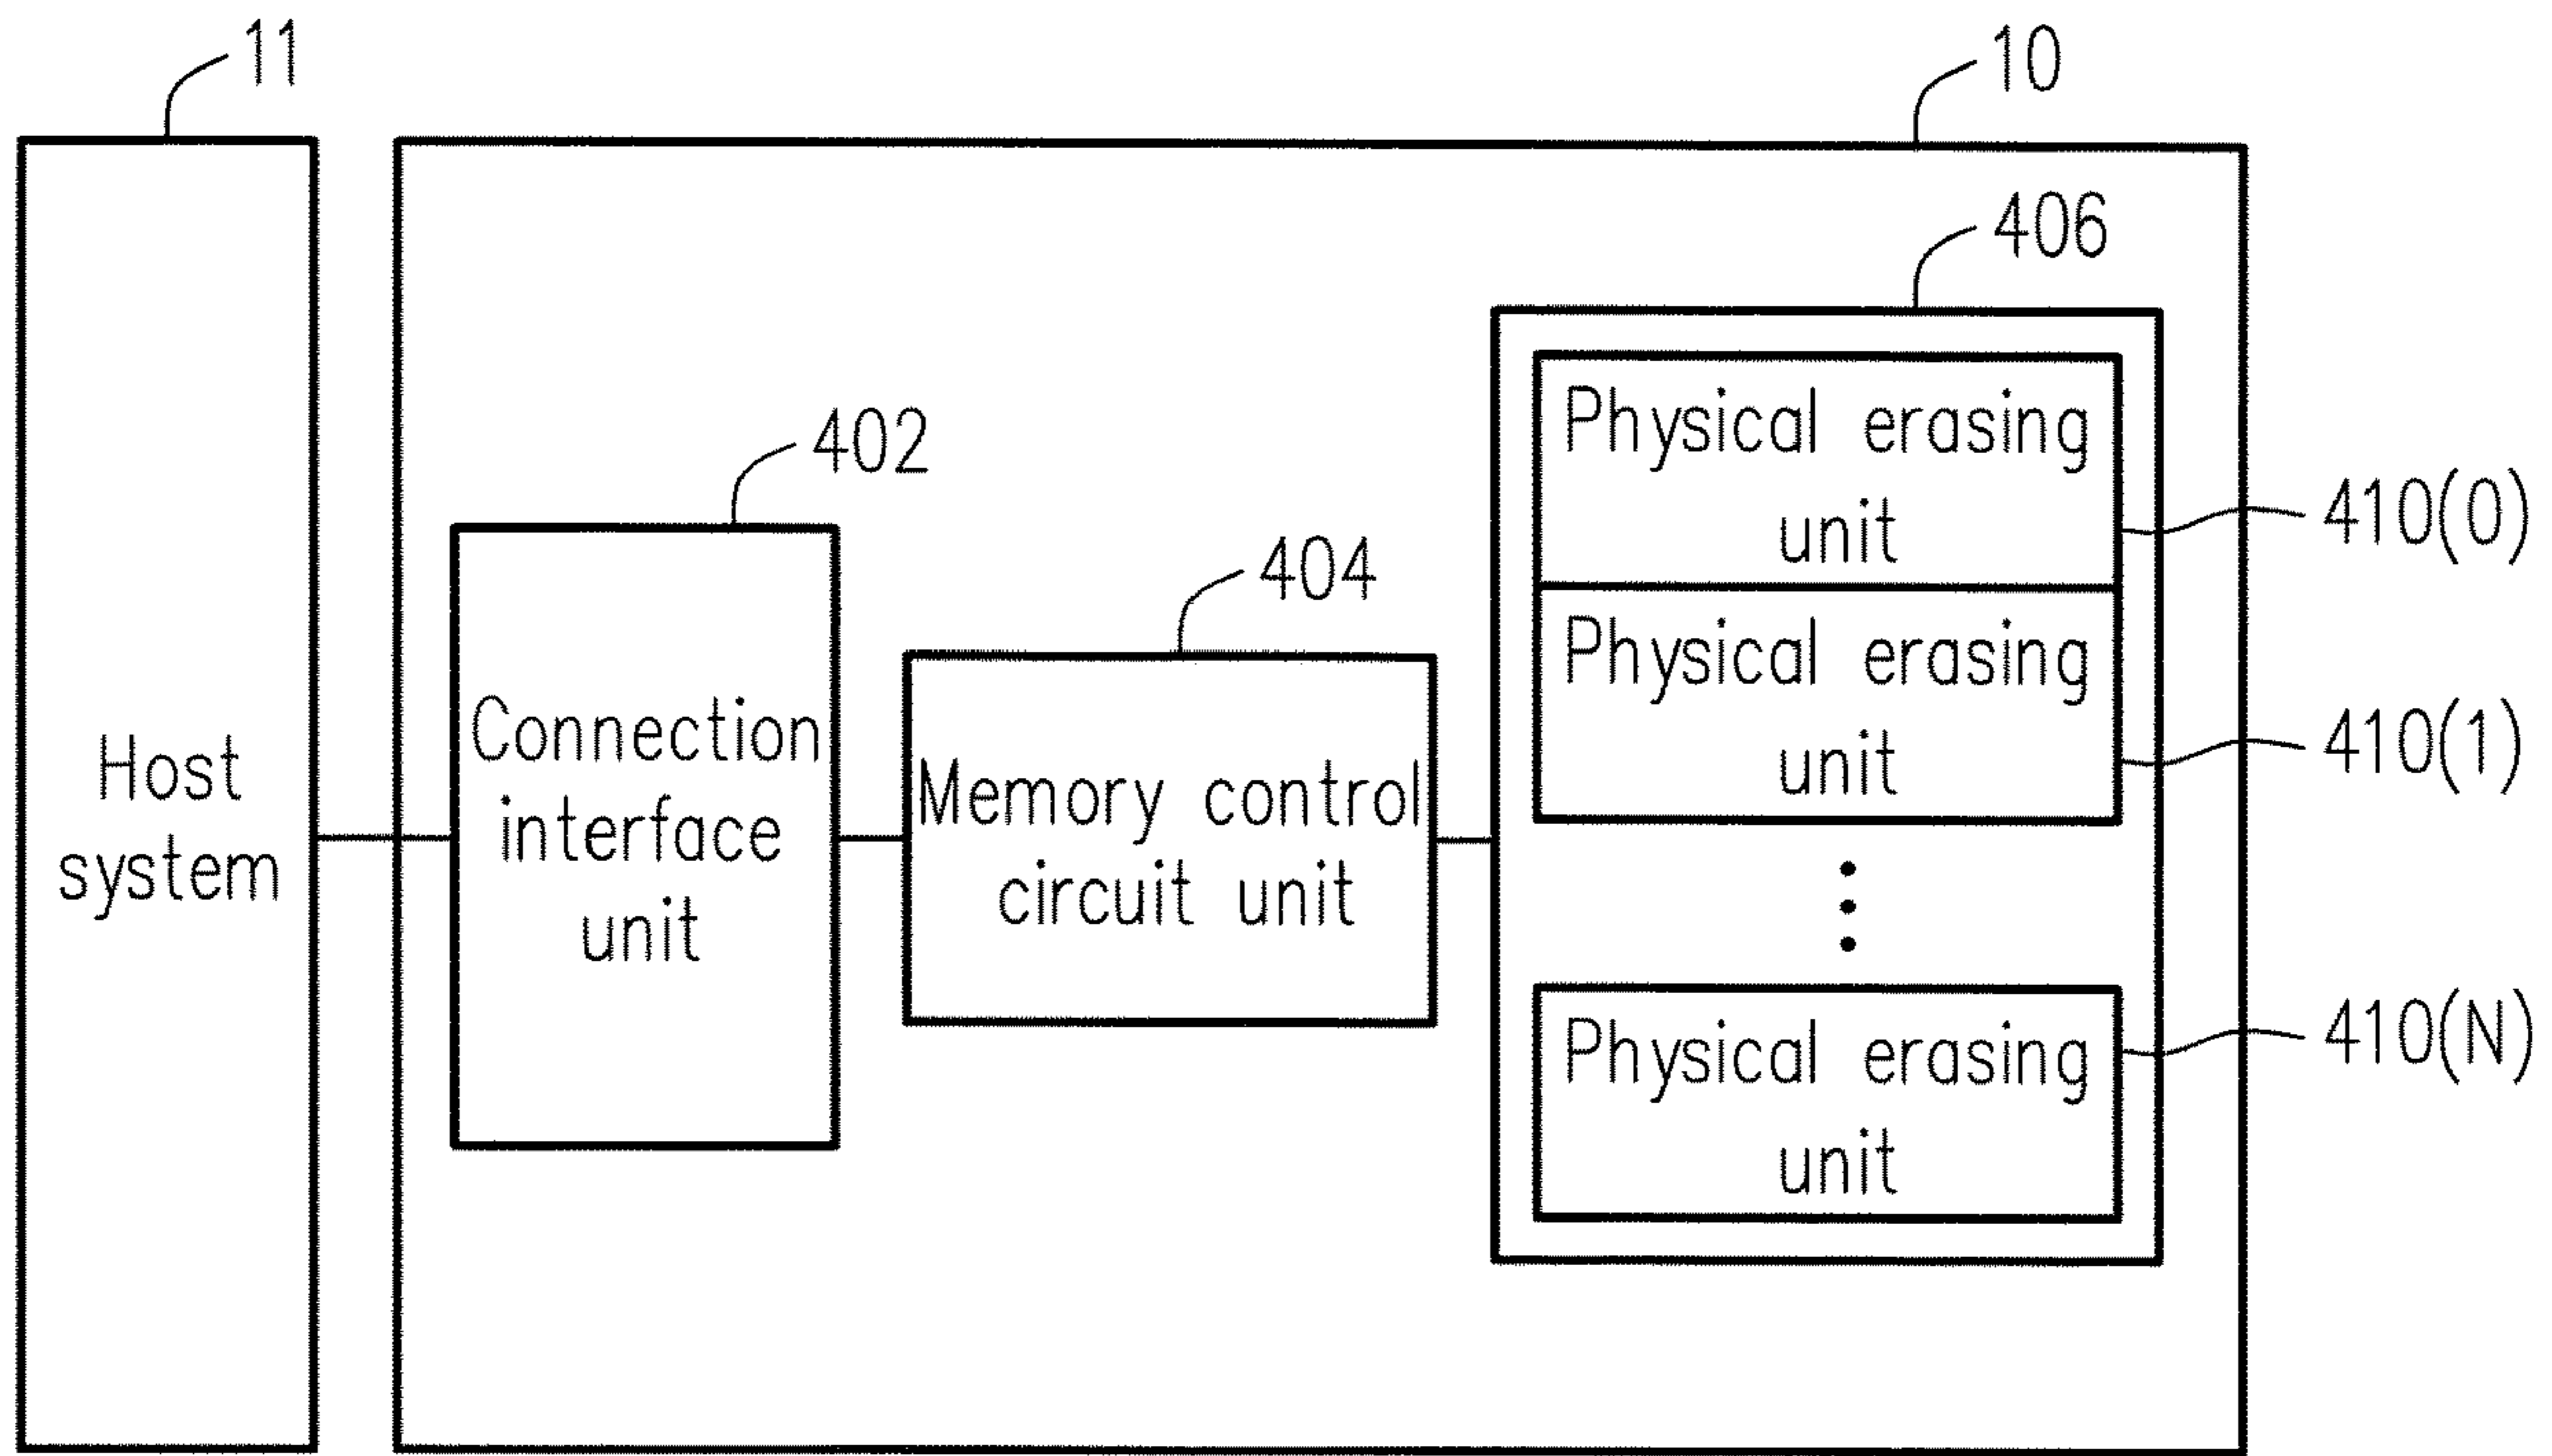 11
10
406
402
404
Host
system
Connection
interface
unit
Memory control
circuit unit
Physical erasing
unit
410(0)
Physical erasing
unit
410(1)
Physical erasing
unit
410(N)